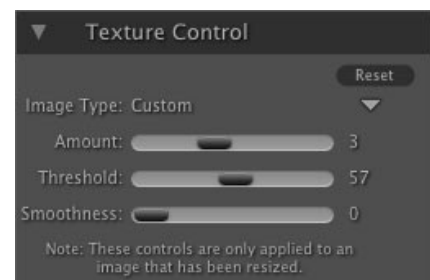 Texture Control
Reset
Image Type: Custom
Amount: 3
Threshold: 57
Smoothness: 0
Note: These controls are only applied to an
image that has been resized.